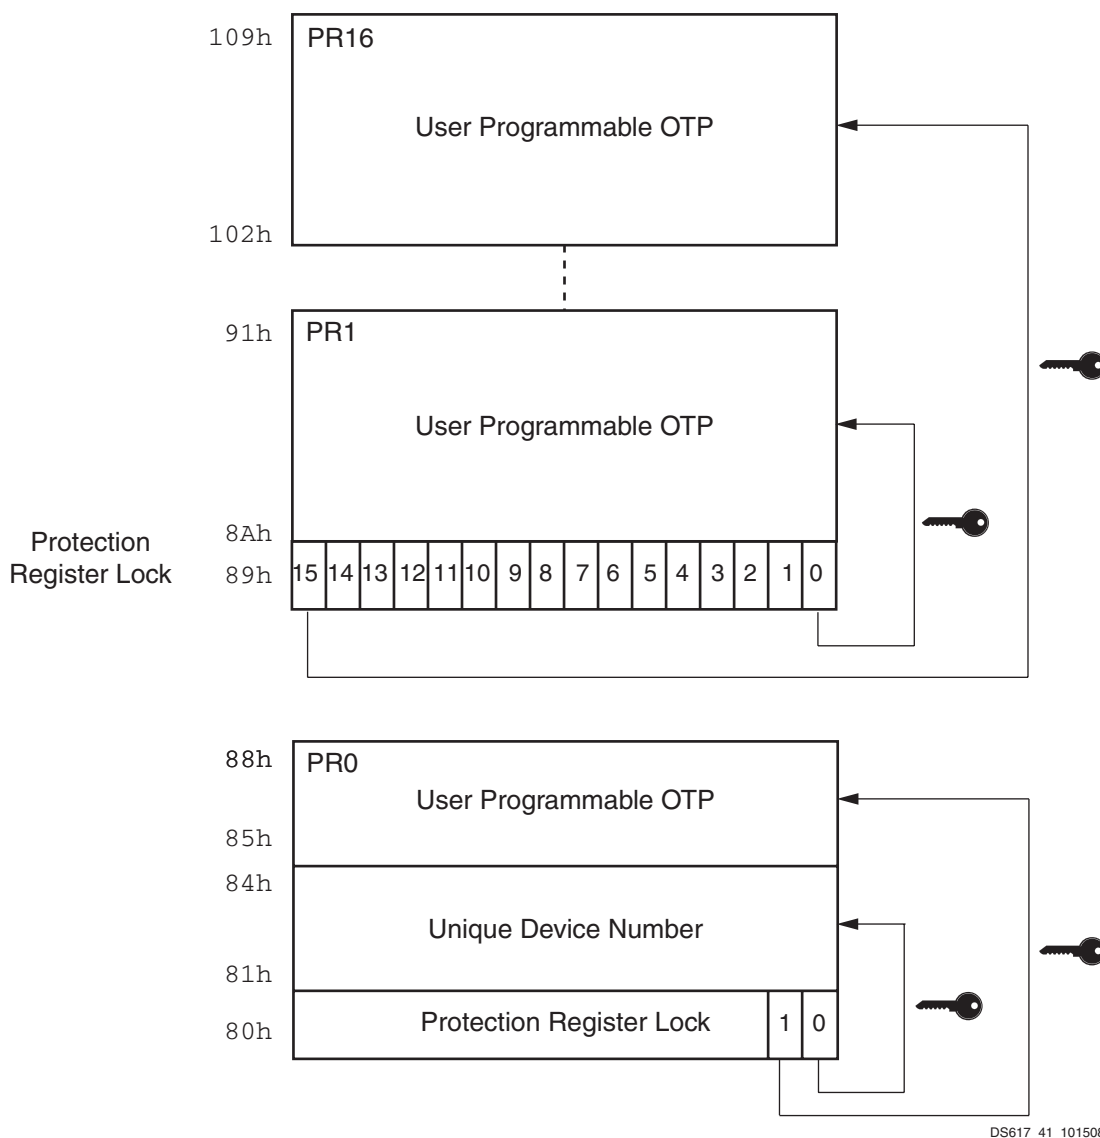 109h PR16
User Programmable OTP
102h
91h PR1
User Programmable OTP
8Ah
Protection
Register Lock
89h 15 14 13 12 11 10 9 8 7 6 5 4 3 2 1 0
88h PR0
User Programmable OTP
85h
84h
Unique Device Number
81h
80h Protection Register Lock 1 0
DS617_41_101508